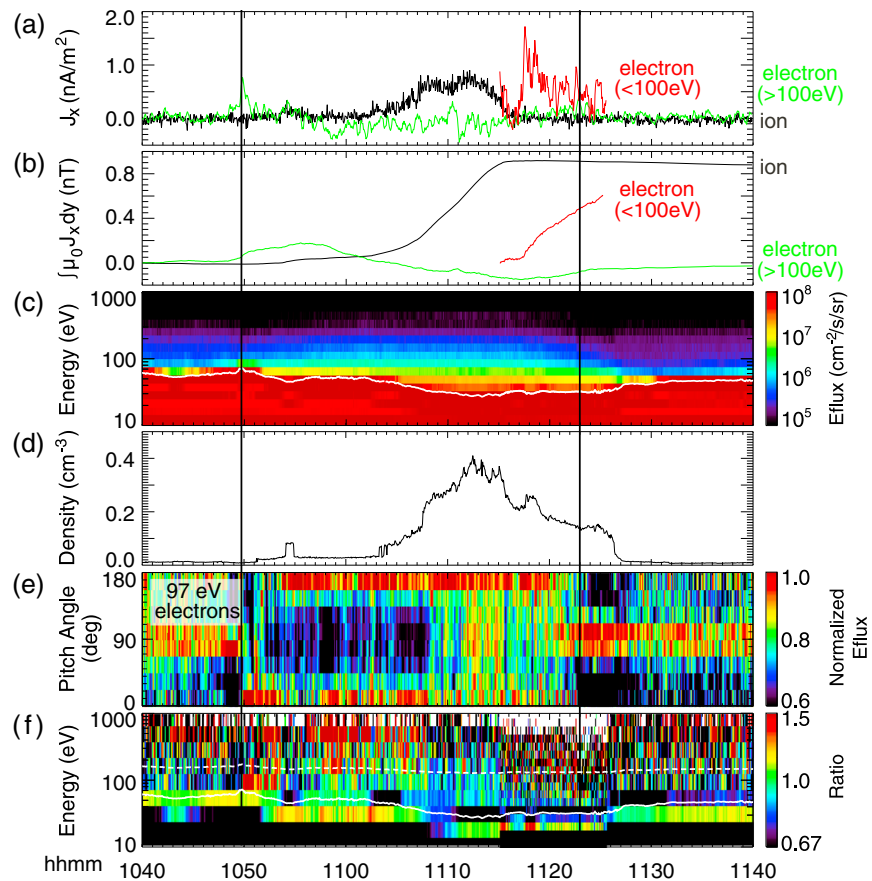 (a)
J_x (nA/m²)
2.0
1.0
0.0
electron
(<100eV)
electron
(>100eV)
ion
(b)
∫μ₀J_xdy (nT)
0.8
0.4
0.0
electron
(<100eV)
ion
electron
(>100eV)
(c)
Energy (eV)
1000
100
10
10⁸
10⁷
10⁶
10⁵
Eflux (cm⁻²/s/sr)
(d)
Density (cm⁻³)
0.4
0.2
0.0
(e)
Pitch Angle
(deg)
180
90
0
97 eV
electrons
1.0
0.8
0.6
Normalized
Eflux
(f)
Energy (eV)
1000
100
10
1.5
1.0
0.67
Ratio
hhmm
1040 1050 1100 1110 1120 1130 1140